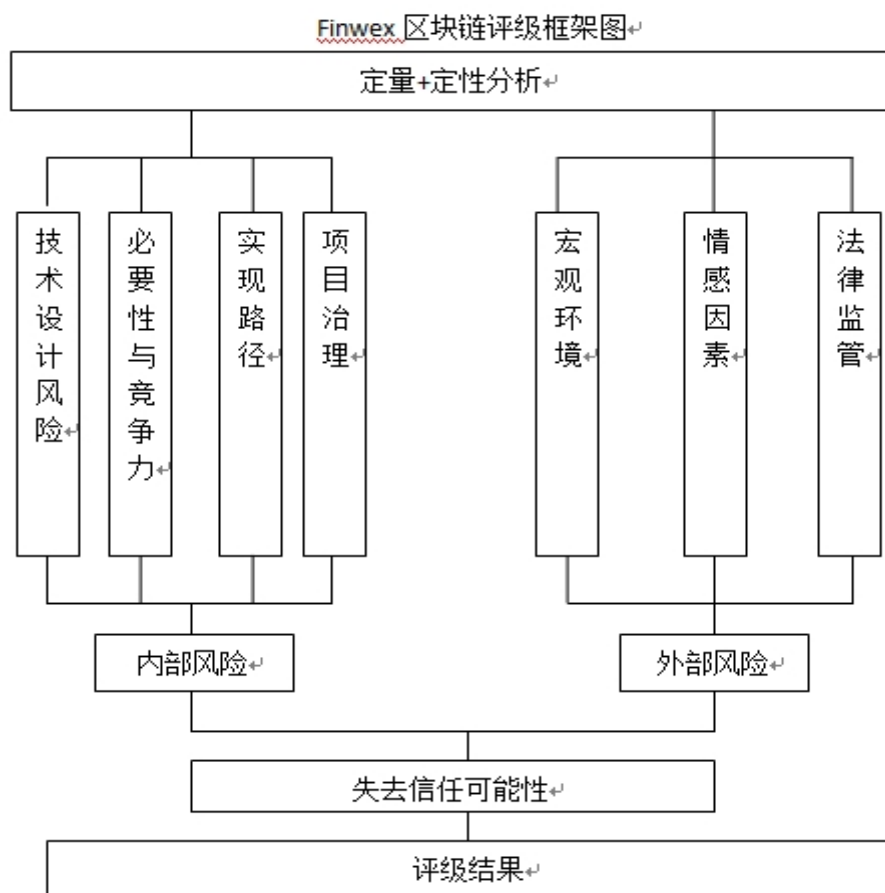 Finwex 区块链评级框架图
定量+定性分析
技术设计风险
必要性与竞争力
实现路径
项目治理
宏观环境
情感因素
法律监管
内部风险
外部风险
失去信任可能性
评级结果